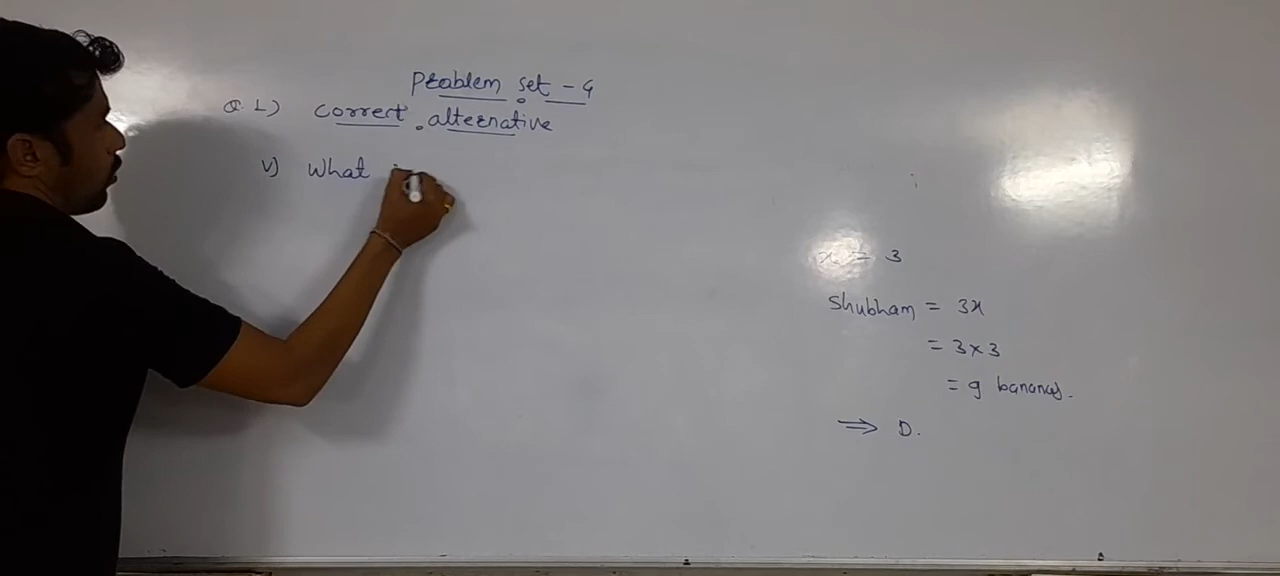 Problem set - 4
Q. 1) Correct alternative
v) What
x = 3
Shubham = 3x
= 3 × 3
= 9 bananas.
⇒ D.